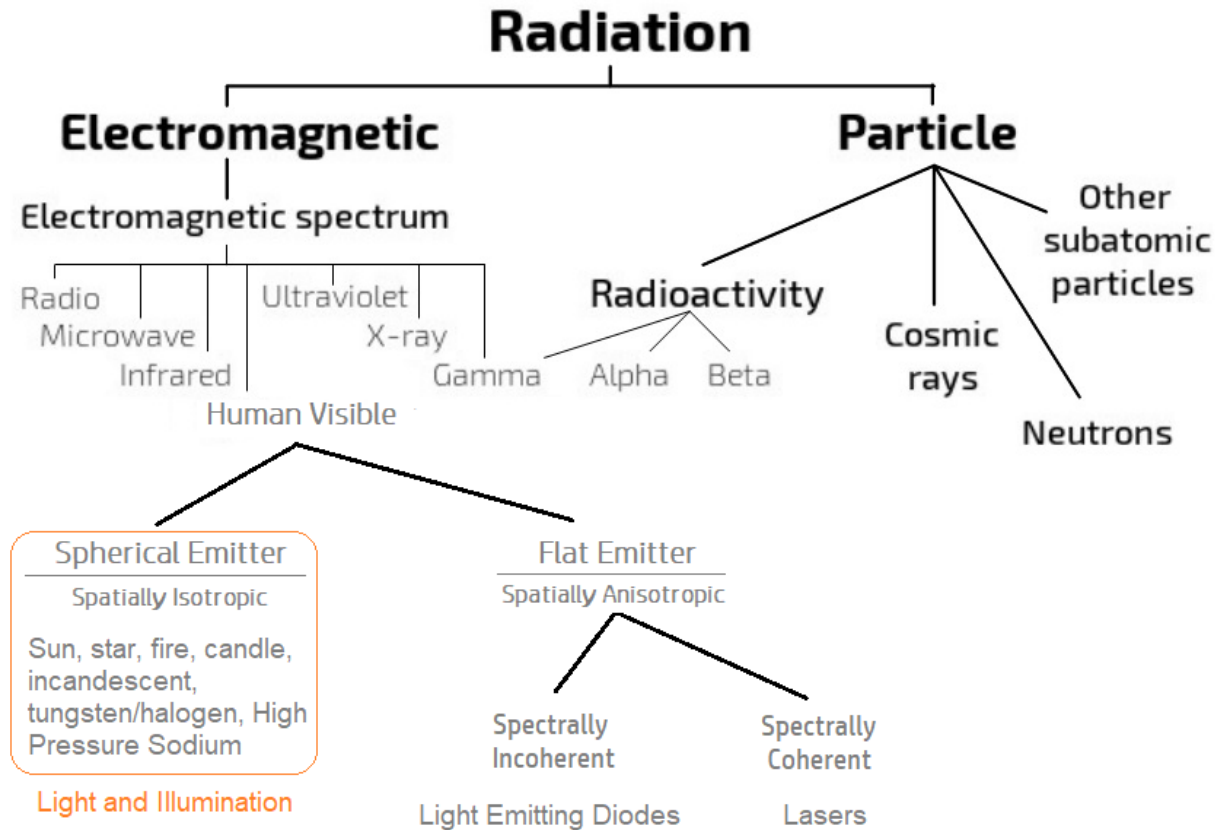 Radiation
Electromagnetic
Particle
Electromagnetic spectrum
Other
subatomic
particles
Radio
Ultraviolet
Radioactivity
Microwave
X-ray
Cosmic
rays
Infrared
Gamma
Alpha
Beta
Human Visible
Neutrons
Spherical Emitter
Spatially Isotropic
Sun, star, fire, candle,
incandescent,
tungsten/halogen, High
Pressure Sodium
Light and Illumination
Flat Emitter
Spatially Anisotropic
Spectrally
Incoherent
Light Emitting Diodes
Spectrally
Coherent
Lasers